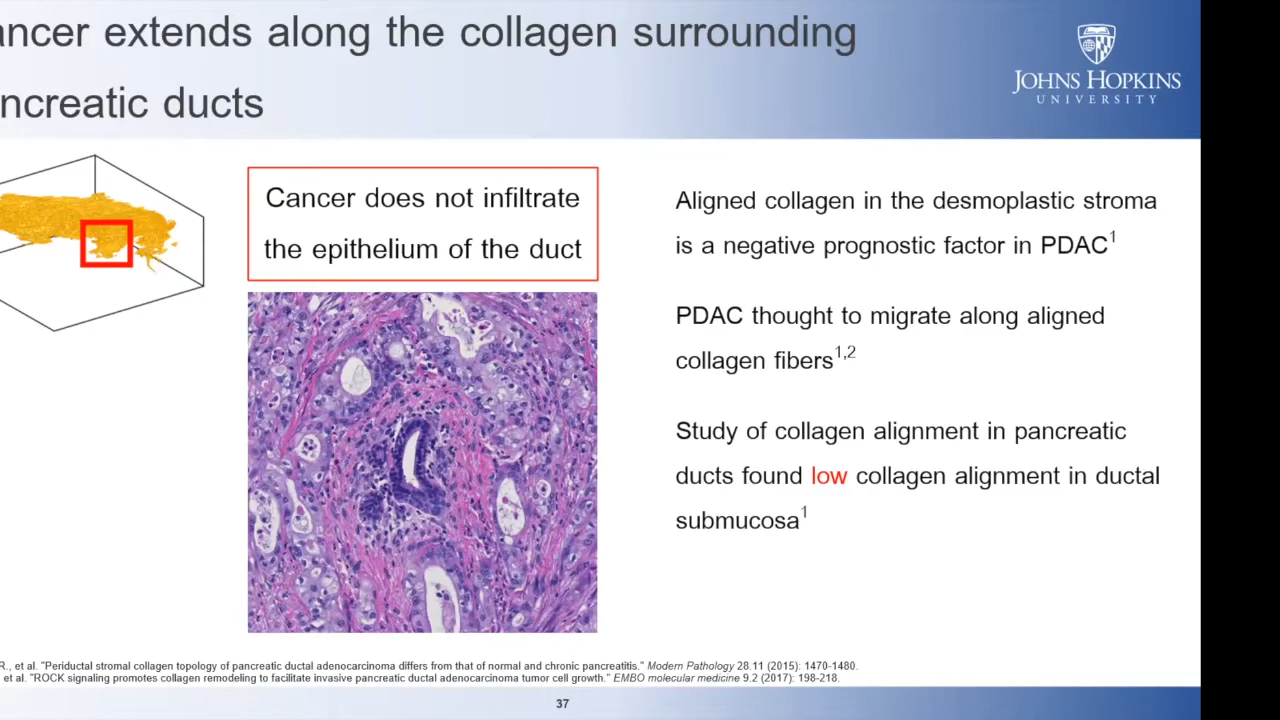 ancer extends along the collagen surrounding
ncreatic ducts
JOHNS HOPKINS
UNIVERSITY
Cancer does not infiltrate
the epithelium of the duct
Aligned collagen in the desmoplastic stroma
is a negative prognostic factor in PDAC1
PDAC thought to migrate along aligned
collagen fibers1,2
Study of collagen alignment in pancreatic
ducts found low collagen alignment in ductal
submucosa1
R., et al. "Periductal stromal collagen topology of pancreatic ductal adenocarcinoma differs from that of normal and chronic pancreatitis." Modern Pathology 28.11 (2015): 1470-1480.
et al. "ROCK signaling promotes collagen remodeling to facilitate invasive pancreatic ductal adenocarcinoma tumor cell growth." EMBO molecular medicine 9.2 (2017): 198-218.
37